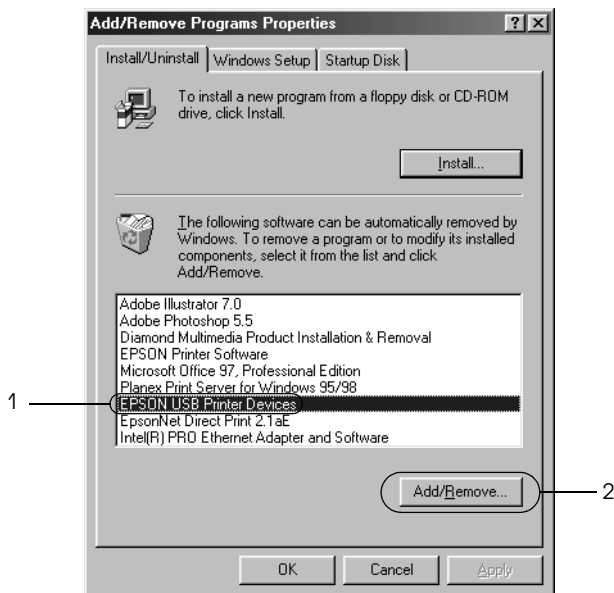 Add/Remove Programs Properties
? X
Install/Uninstall Windows Setup Startup Disk
To install a new program from a floppy disk or CD-ROM
drive, click Install.
Install...
The following software can be automatically removed by
Windows. To remove a program or to modify its installed
components, select it from the list and click
Add/Remove.
Adobe Illustrator 7.0
Adobe Photoshop 5.5
Diamond Multimedia Product Installation & Removal
EPSON Printer Software
Microsoft Office 97, Professional Edition
Planex Print Server for Windows 95/98
1 EPSON USB Printer Devices
EpsonNet Direct Print 2.1aE
Intel(R) PRO Ethernet Adapter and Software
Add/Remove... 2
OK Cancel Apply